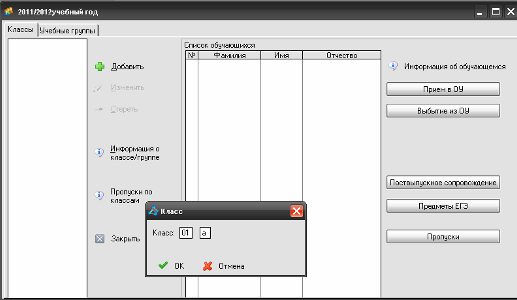 2011/2012учебный год
Классы Учебные группы
Список обучающихся
№ Фамилия Имя Отчество
Добавить
Изменить
Стереть
Информация о
классе/группе
Пропуски по
классам
Закрыть
Информация об обучающемся
Прием в ОУ
Выбытие из ОУ
Поствыпускное сопровождение
Предметы ЕГЭ
Пропуски
Класс
Класс: 01 а
ОК Отмена